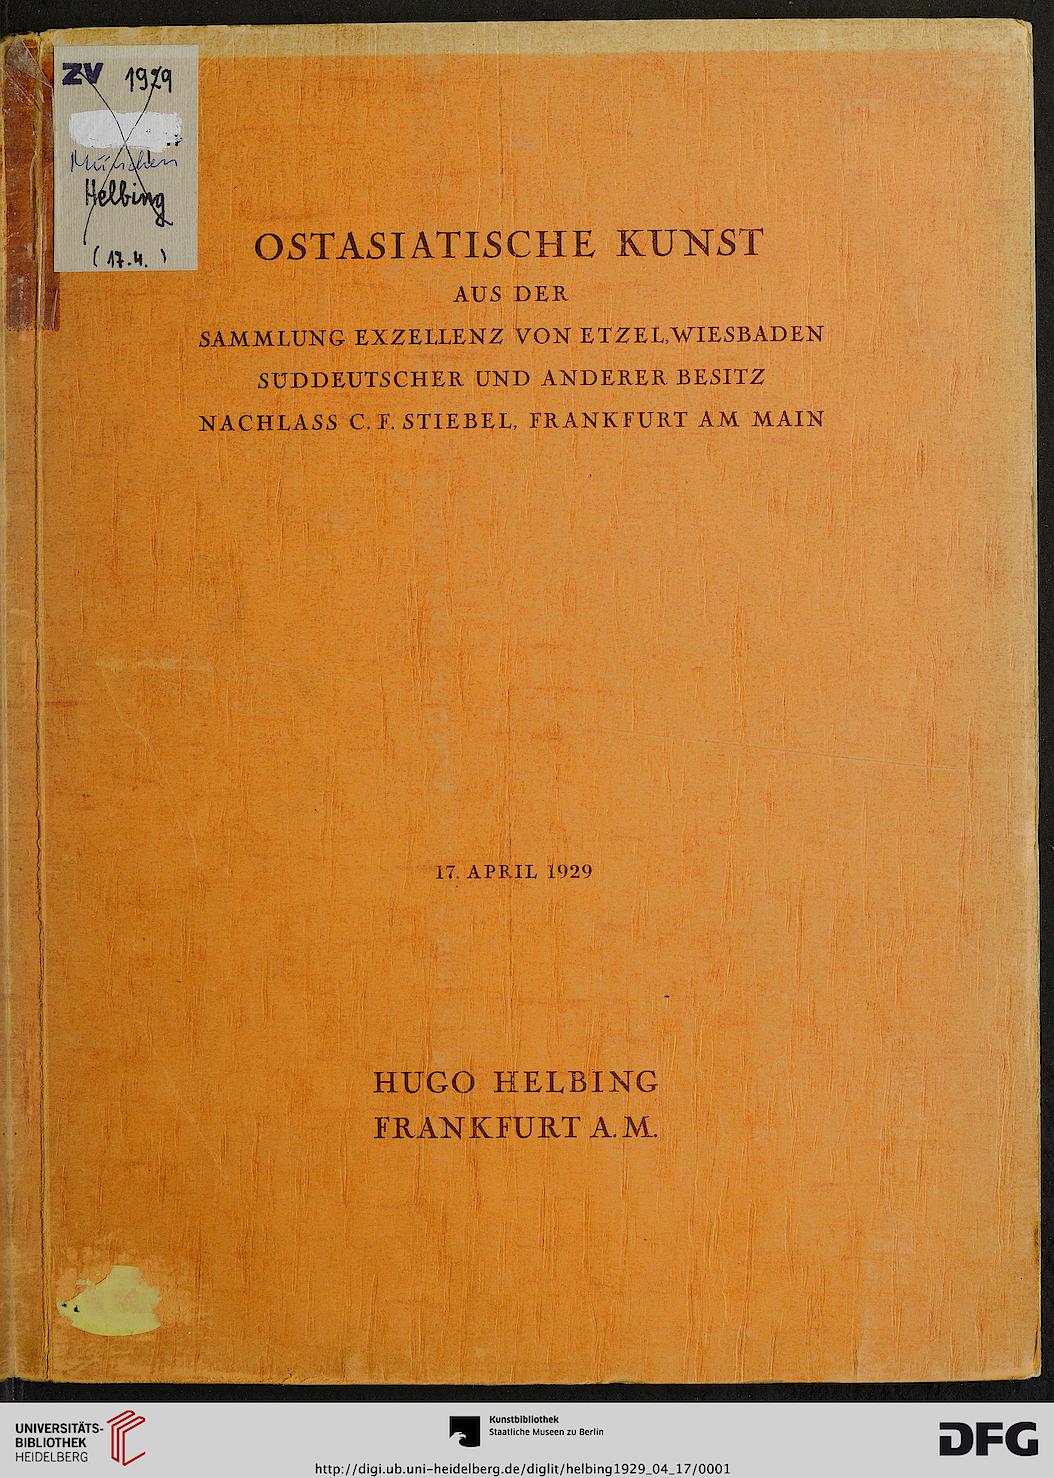 ZV 1929
München
Helbing
(17.4.)
OSTASIATISCHE KUNST
AUS DER
SAMMLUNG EXZELLENZ VON ETZEL, WIESBADEN
SÜDDEUTSCHER UND ANDERER BESITZ
NACHLASS C. F. STIEBEL, FRANKFURT AM MAIN
17. APRIL 1929
HUGO HELBING
FRANKFURT A. M.
UNIVERSITÄTS-
BIBLIOTHEK
HEIDELBERG
Kunstbibliothek
Staatliche Museen zu Berlin
DFG
http://digi.ub.uni-heidelberg.de/diglit/helbing1929_04_17/0001